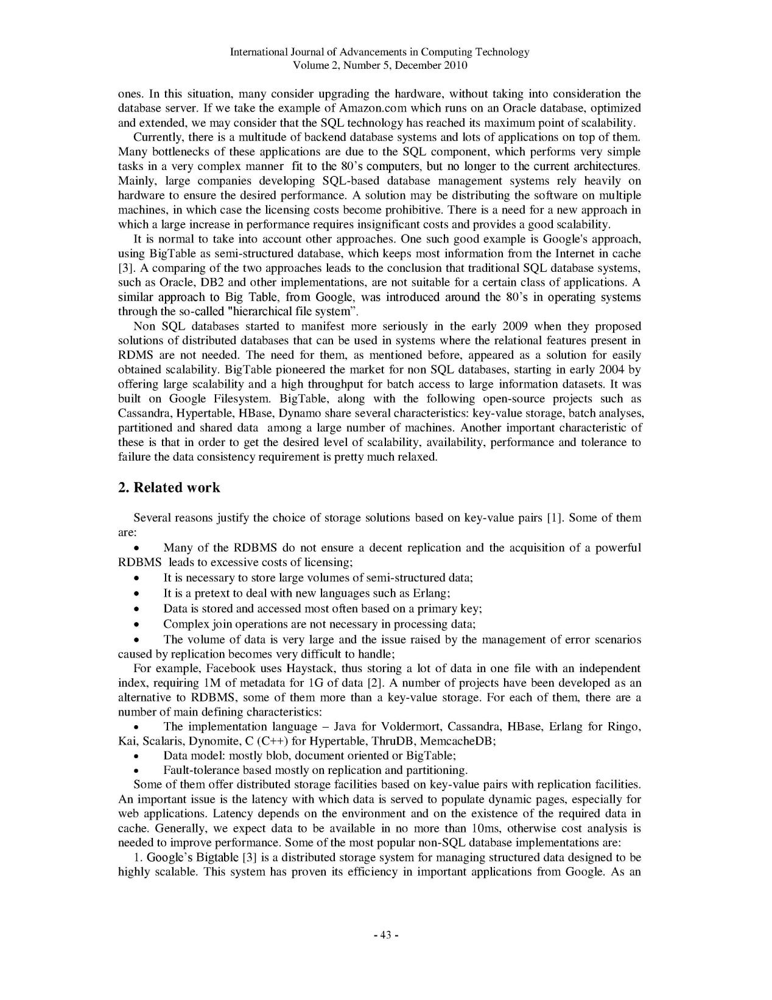 International Journal of Advancements in Computing Technology
Volume 2, Number 5, December 2010
ones. In this situation, many consider upgrading the hardware, without taking into consideration the
database server. If we take the example of Amazon.com which runs on an Oracle database, optimized
and extended, we may consider that the SQL technology has reached its maximum point of scalability.
Currently, there is a multitude of backend database systems and lots of applications on top of them.
Many bottlenecks of these applications are due to the SQL component, which performs very simple
tasks in a very complex manner fit to the 80’s computers, but no longer to the current architectures.
Mainly, large companies developing SQL-based database management systems rely heavily on
hardware to ensure the desired performance. A solution may be distributing the software on multiple
machines, in which case the licensing costs become prohibitive. There is a need for a new approach in
which a large increase in performance requires insignificant costs and provides a good scalability.
It is normal to take into account other approaches. One such good example is Google's approach,
using BigTable as semi-structured database, which keeps most information from the Internet in cache
[3]. A comparing of the two approaches leads to the conclusion that traditional SQL database systems,
such as Oracle, DB2 and other implementations, are not suitable for a certain class of applications. A
similar approach to Big Table, from Google, was introduced around the 80’s in operating systems
through the so-called "hierarchical file system”.
Non SQL databases started to manifest more seriously in the early 2009 when they proposed
solutions of distributed databases that can be used in systems where the relational features present in
RDMS are not needed. The need for them, as mentioned before, appeared as a solution for easily
obtained scalability. BigTable pioneered the market for non SQL databases, starting in early 2004 by
offering large scalability and a high throughput for batch access to large information datasets. It was
built on Google Filesystem. BigTable, along with the following open-source projects such as
Cassandra, Hypertable, HBase, Dynamo share several characteristics: key-value storage, batch analyses,
partitioned and shared data among a large number of machines. Another important characteristic of
these is that in order to get the desired level of scalability, availability, performance and tolerance to
failure the data consistency requirement is pretty much relaxed.
2. Related work
Several reasons justify the choice of storage solutions based on key-value pairs [1]. Some of them
are:
• Many of the RDBMS do not ensure a decent replication and the acquisition of a powerful
RDBMS leads to excessive costs of licensing;
• It is necessary to store large volumes of semi-structured data;
• It is a pretext to deal with new languages such as Erlang;
• Data is stored and accessed most often based on a primary key;
• Complex join operations are not necessary in processing data;
• The volume of data is very large and the issue raised by the management of error scenarios
caused by replication becomes very difficult to handle;
For example, Facebook uses Haystack, thus storing a lot of data in one file with an independent
index, requiring 1M of metadata for 1G of data [2]. A number of projects have been developed as an
alternative to RDBMS, some of them more than a key-value storage. For each of them, there are a
number of main defining characteristics:
• The implementation language – Java for Voldermort, Cassandra, HBase, Erlang for Ringo,
Kai, Scalaris, Dynomite, C (C++) for Hypertable, ThruDB, MemcacheDB;
• Data model: mostly blob, document oriented or BigTable;
• Fault-tolerance based mostly on replication and partitioning.
Some of them offer distributed storage facilities based on key-value pairs with replication facilities.
An important issue is the latency with which data is served to populate dynamic pages, especially for
web applications. Latency depends on the environment and on the existence of the required data in
cache. Generally, we expect data to be available in no more than 10ms, otherwise cost analysis is
needed to improve performance. Some of the most popular non-SQL database implementations are:
1. Google’s Bigtable [3] is a distributed storage system for managing structured data designed to be
highly scalable. This system has proven its efficiency in important applications from Google. As an
- 43 -